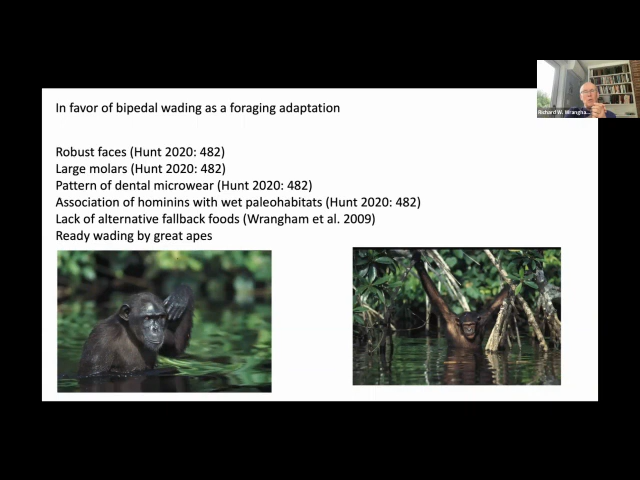 In favor of bipedal wading as a foraging adaptation
Robust faces (Hunt 2020: 482)
Large molars (Hunt 2020: 482)
Pattern of dental microwear (Hunt 2020: 482)
Association of hominins with wet paleohabitats (Hunt 2020: 482)
Lack of alternative fallback foods (Wrangham et al. 2009)
Ready wading by great apes
Richard W. Wrangha...